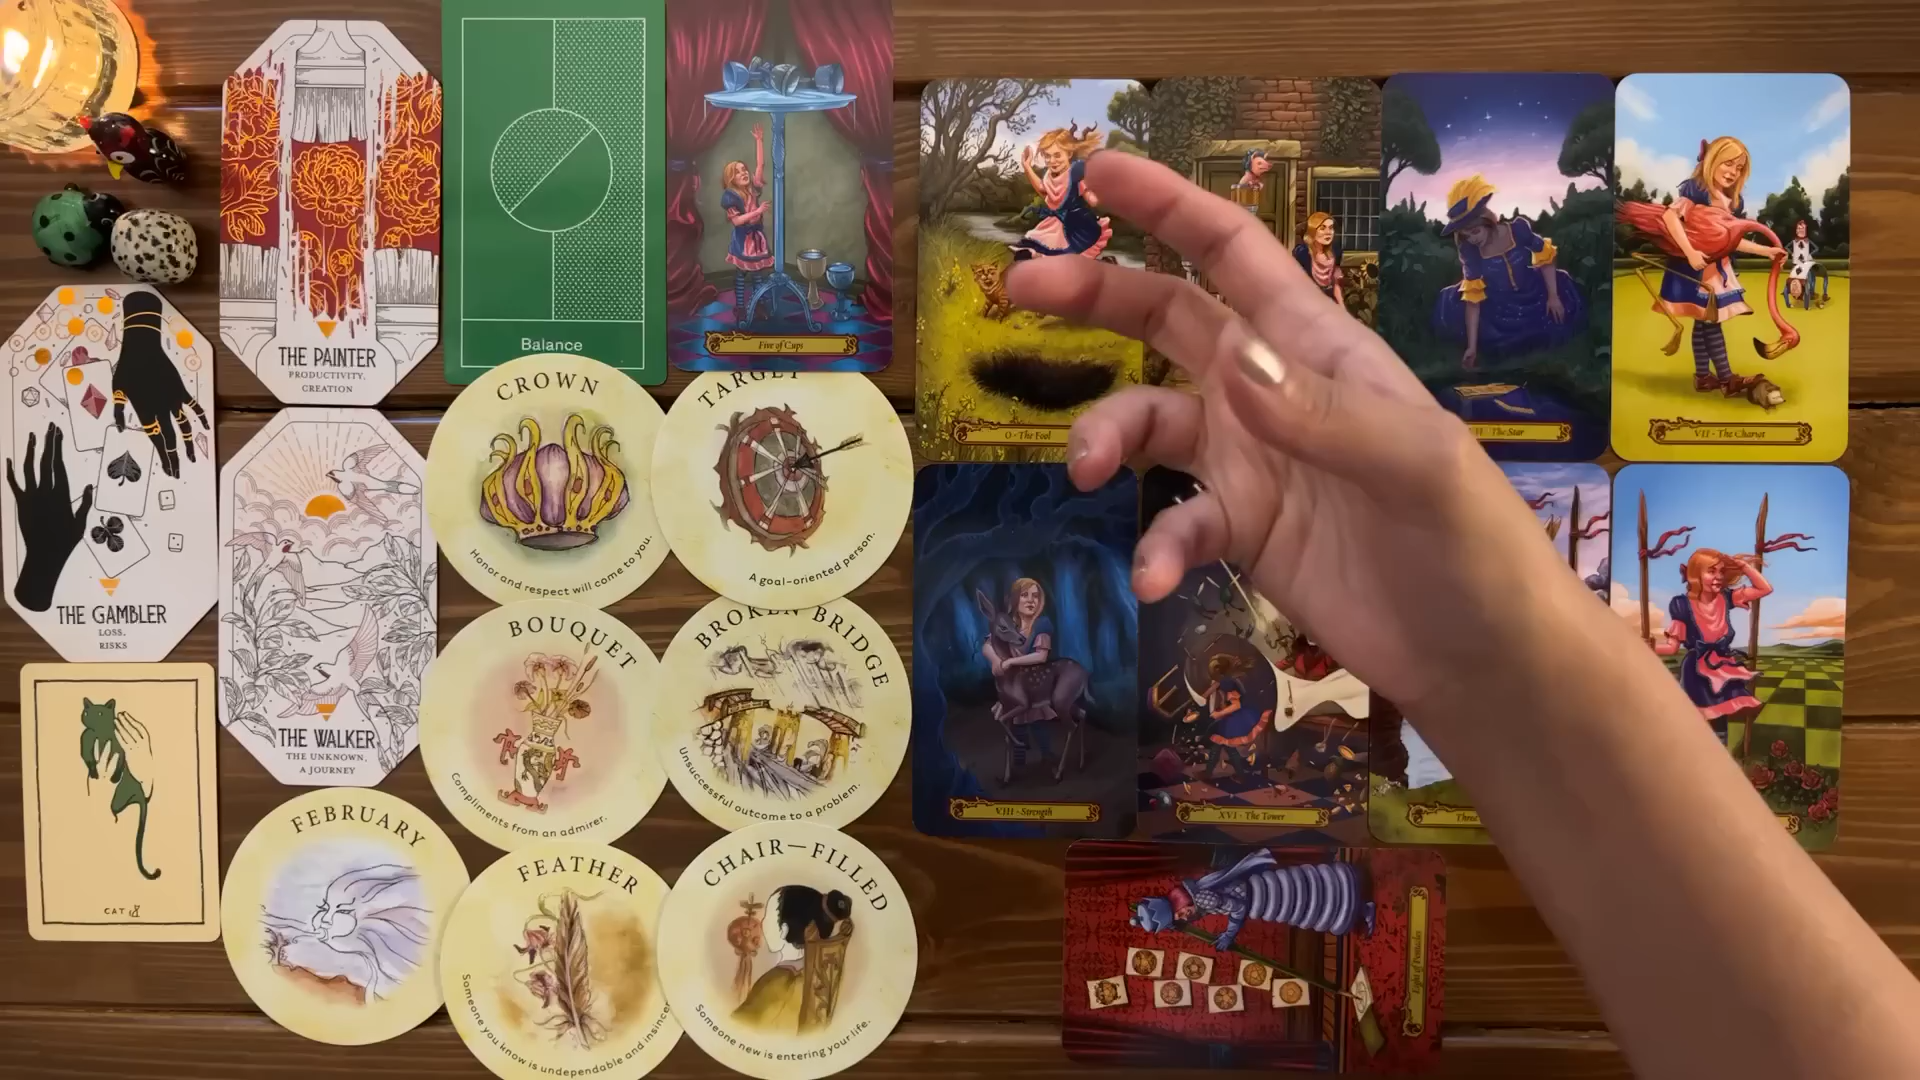 THE PAINTER
PRODUCTIVITY,
CREATION
Balance
Five of Cups
THE GAMBLER
LOSS,
RISKS
THE WALKER
THE UNKNOWN,
A JOURNEY
CAT
CROWN
Honor and respect will come to you.
TARGET
A goal-oriented person.
BOUQUET
Compliments from an admirer.
BROKEN BRIDGE
Unsuccessful outcome to a problem.
FEBRUARY
FEATHER
Someone you know is undependable and
CHAIR—FILLED
Someone new is entering your life.
0 - The Fool
The Star
VII - The Chariot
VIII - Strength
XVI - The Tower
Three
Eight of Pentacles